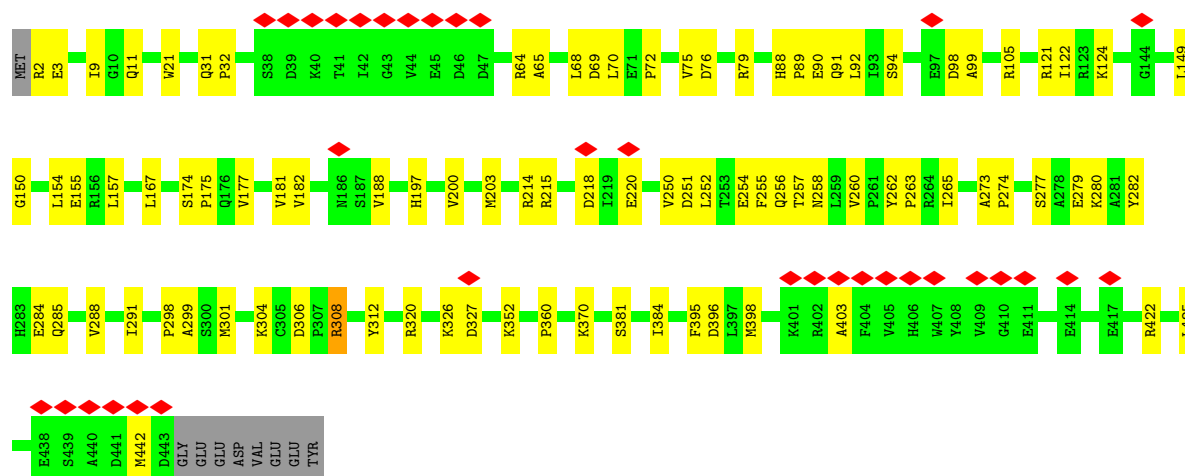 MET R2 E3 I9 G10 Q11 W21 Q31 P32 S38 D39 K40 T41 I42 G43 V44 E45 D46 D47 R64 A65 L68 D69 L70 E71 P72 V75 D76 R79 H88 P89 E90 Q91 L92 I93 S94 E97 D98 A99 R105 R121 I122 R123 K124 G144 L149
G150 L154 E155 R156 L157 L167 S174 P175 Q176 V177 V181 V182 N186 S187 V188 H197 V200 M203 R214 R215 D218 I219 E220 V250 D251 L252 T253 E254 F255 Q256 T257 N258 L259 V260 P261 Y262 P263 R264 I265 A273 P274 S277 A278 E279 K280 A281 Y282
H283 E284 Q285 V288 I291 P298 A299 S300 M301 K304 C305 D306 P307 R308 Y312 R320 K326 D327 K352 P360 K370 S381 I384 F395 D396 L397 M398 K401 R402 A403 F404 V405 H406 W407 Y408 V409 G410 E411 E414 E417 R422
E438 S439 A440 D441 M442 D443 GLY GLU GLU ASP VAL GLU GLU TYR